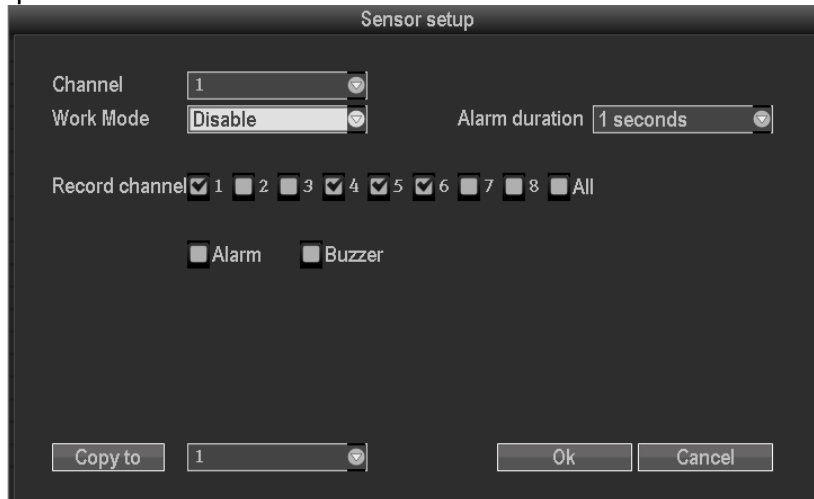 Sensor setup
Channel 1
Work Mode Disable Alarm duration 1 seconds
Record channel 1 2 3 4 5 6 7 8 All
Alarm Buzzer
Copy to 1 Ok Cancel